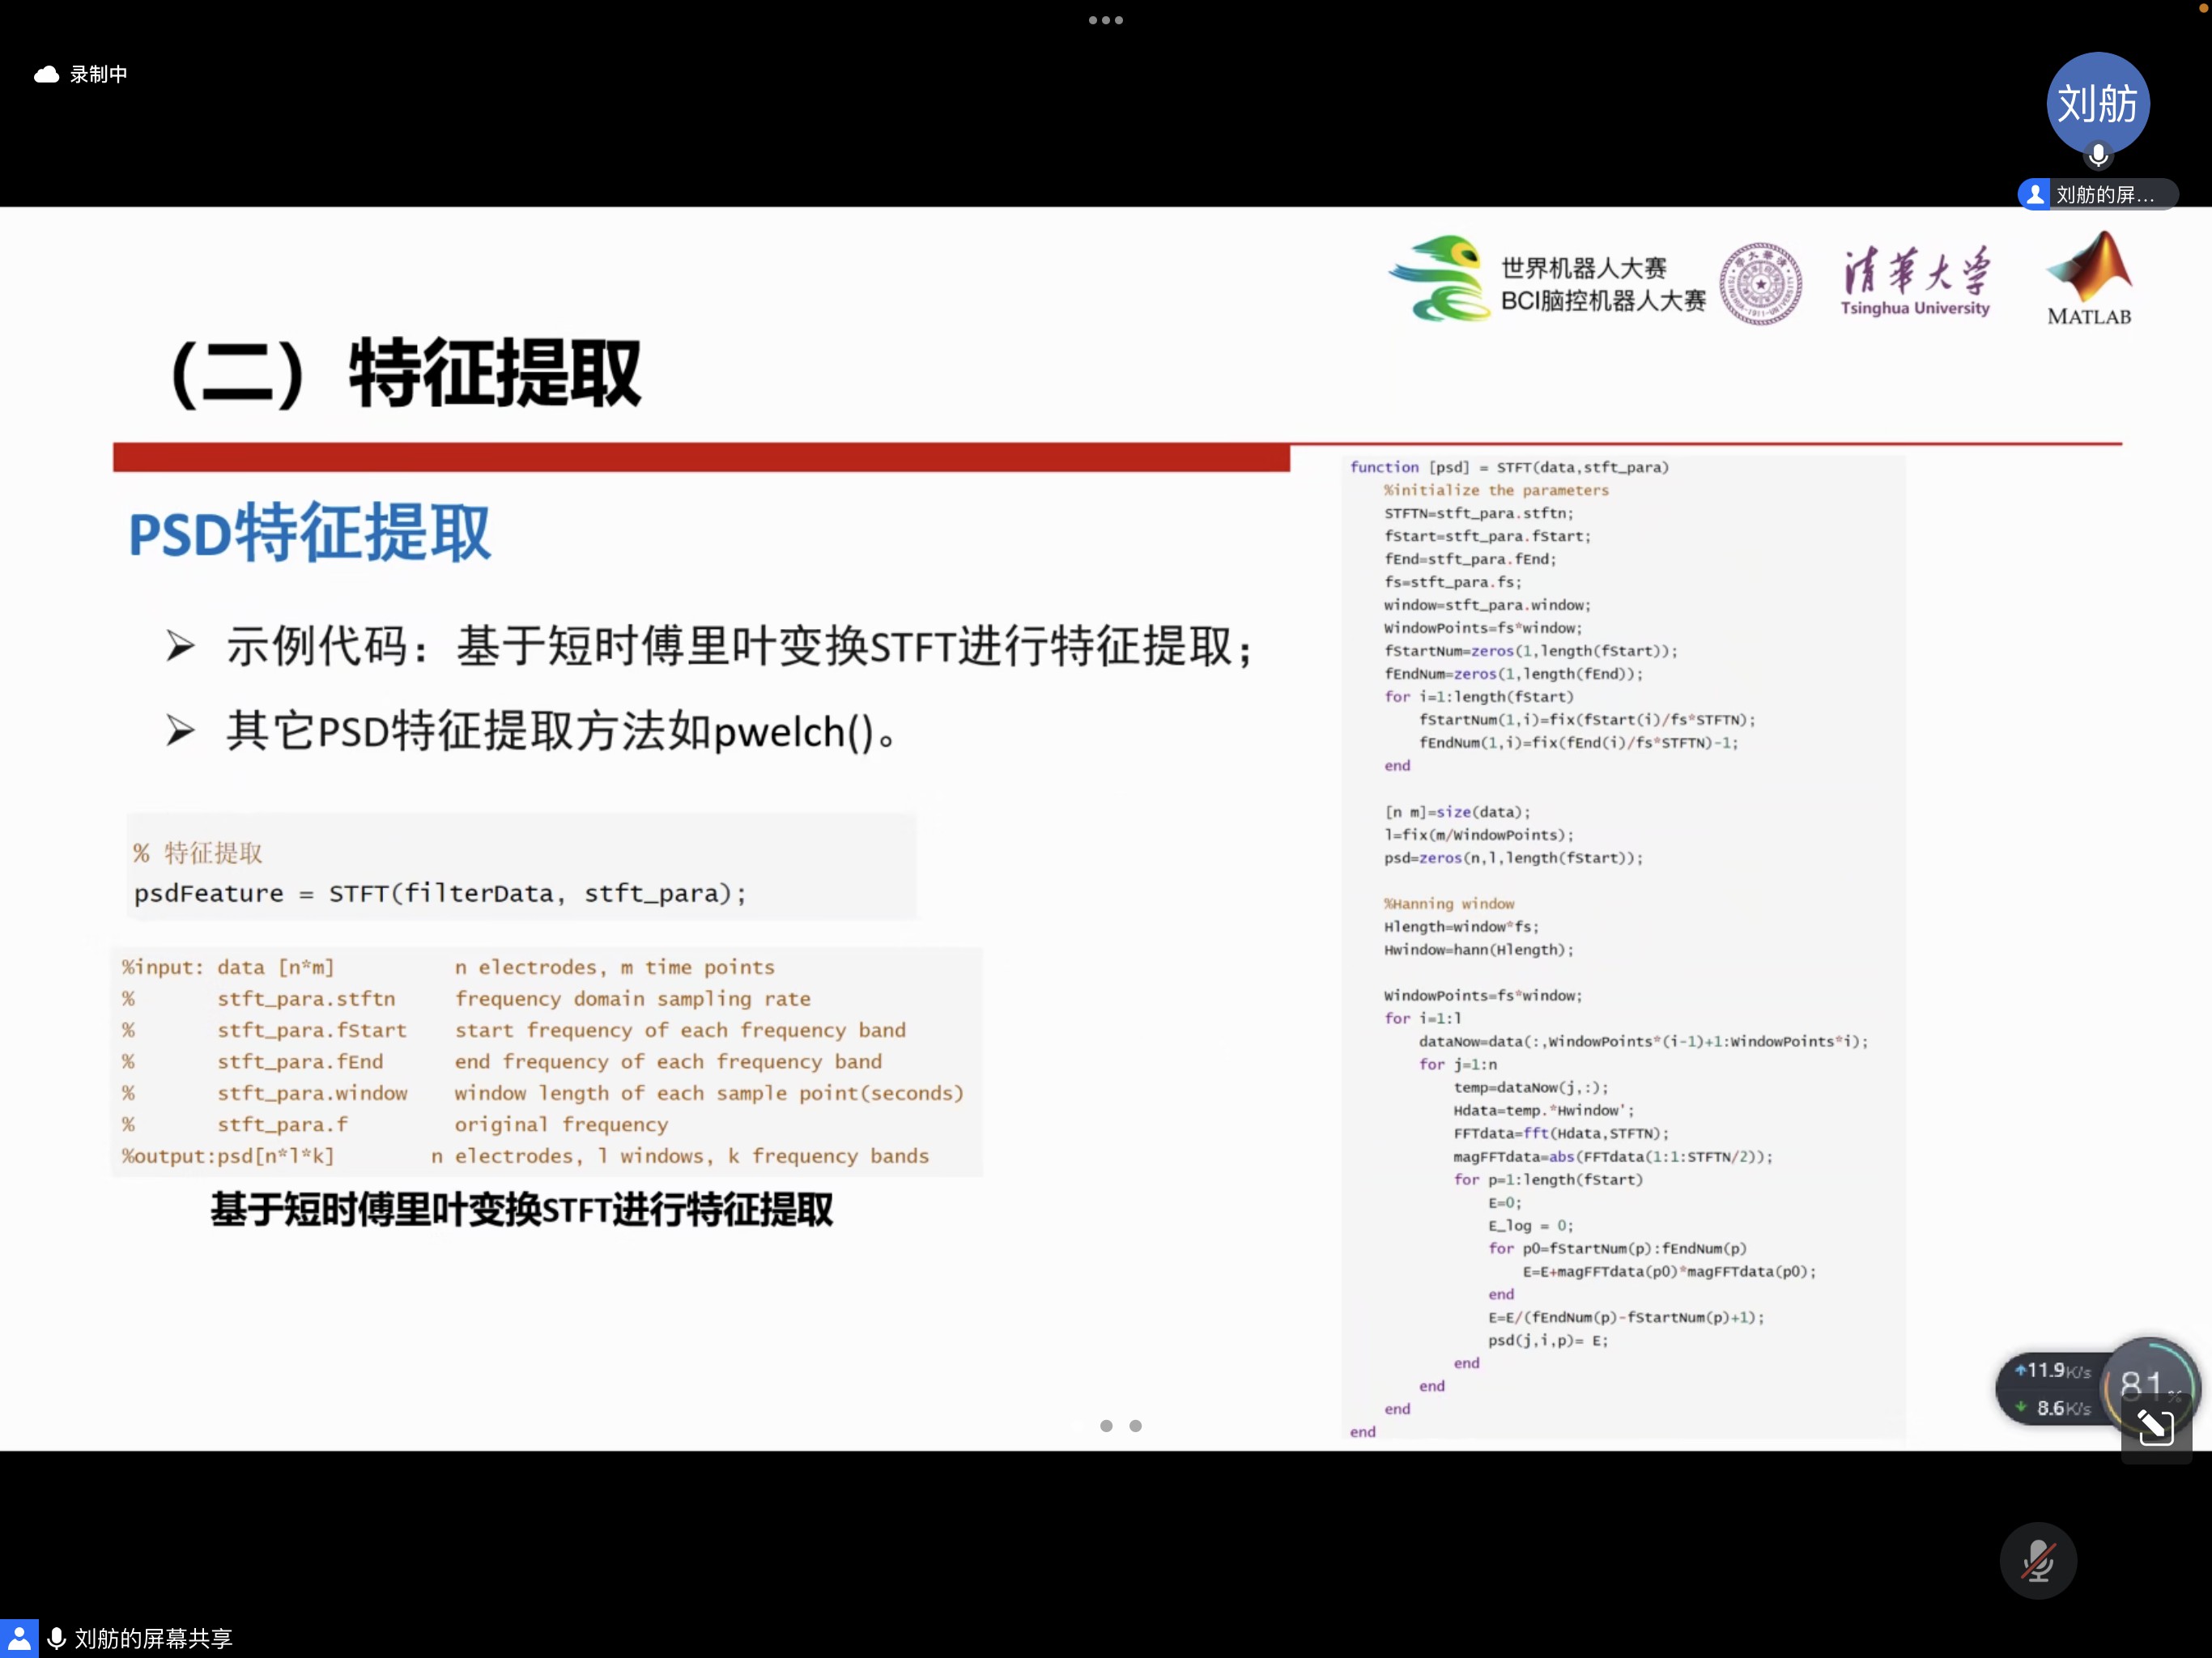 录制中
刘舫
刘舫的屏...
世界机器人大赛
BCI脑控机器人大赛
清华大学
Tsinghua University
MATLAB
（二）特征提取
PSD特征提取
➢ 示例代码：基于短时傅里叶变换STFT进行特征提取；
➢ 其它PSD特征提取方法如pwelch()。
% 特征提取
psdFeature = STFT(filterData, stft_para);
%input: data [n*m] n electrodes, m time points
% stft_para.stftn frequency domain sampling rate
% stft_para.fStart start frequency of each frequency band
% stft_para.fEnd end frequency of each frequency band
% stft_para.window window length of each sample point(seconds)
% stft_para.f original frequency
%output:psd[n*l*k] n electrodes, l windows, k frequency bands
基于短时傅里叶变换STFT进行特征提取
function [psd] = STFT(data,stft_para)
%initialize the parameters
STFTN=stft_para.stftn;
fStart=stft_para.fStart;
fEnd=stft_para.fEnd;
fs=stft_para.fs;
window=stft_para.window;
WindowPoints=fs*window;
fStartNum=zeros(1,length(fStart));
fEndNum=zeros(1,length(fEnd));
for i=1:length(fStart)
fStartNum(1,i)=fix(fStart(i)/fs*STFTN);
fEndNum(1,i)=fix(fEnd(i)/fs*STFTN)-1;
end
[n m]=size(data);
l=fix(m/WindowPoints);
psd=zeros(n,l,length(fStart));
%Hanning window
Hlength=window*fs;
Hwindow=hann(Hlength);
WindowPoints=fs*window;
for i=1:l
dataNow=data(:,WindowPoints*(i-1)+1:WindowPoints*i);
for j=1:n
temp=dataNow(j,:);
Hdata=temp.*Hwindow';
FFTdata=fft(Hdata,STFTN);
magFFTdata=abs(FFTdata(1:1:STFTN/2));
for p=1:length(fStart)
E=0;
E_log = 0;
for p0=fStartNum(p):fEndNum(p)
E=E+magFFTdata(p0)*magFFTdata(p0);
end
E=E/(fEndNum(p)-fStartNum(p)+1);
psd(j,i,p)= E;
end
end
end
end
11.9K/s
8.6K/s
81%
刘舫的屏幕共享